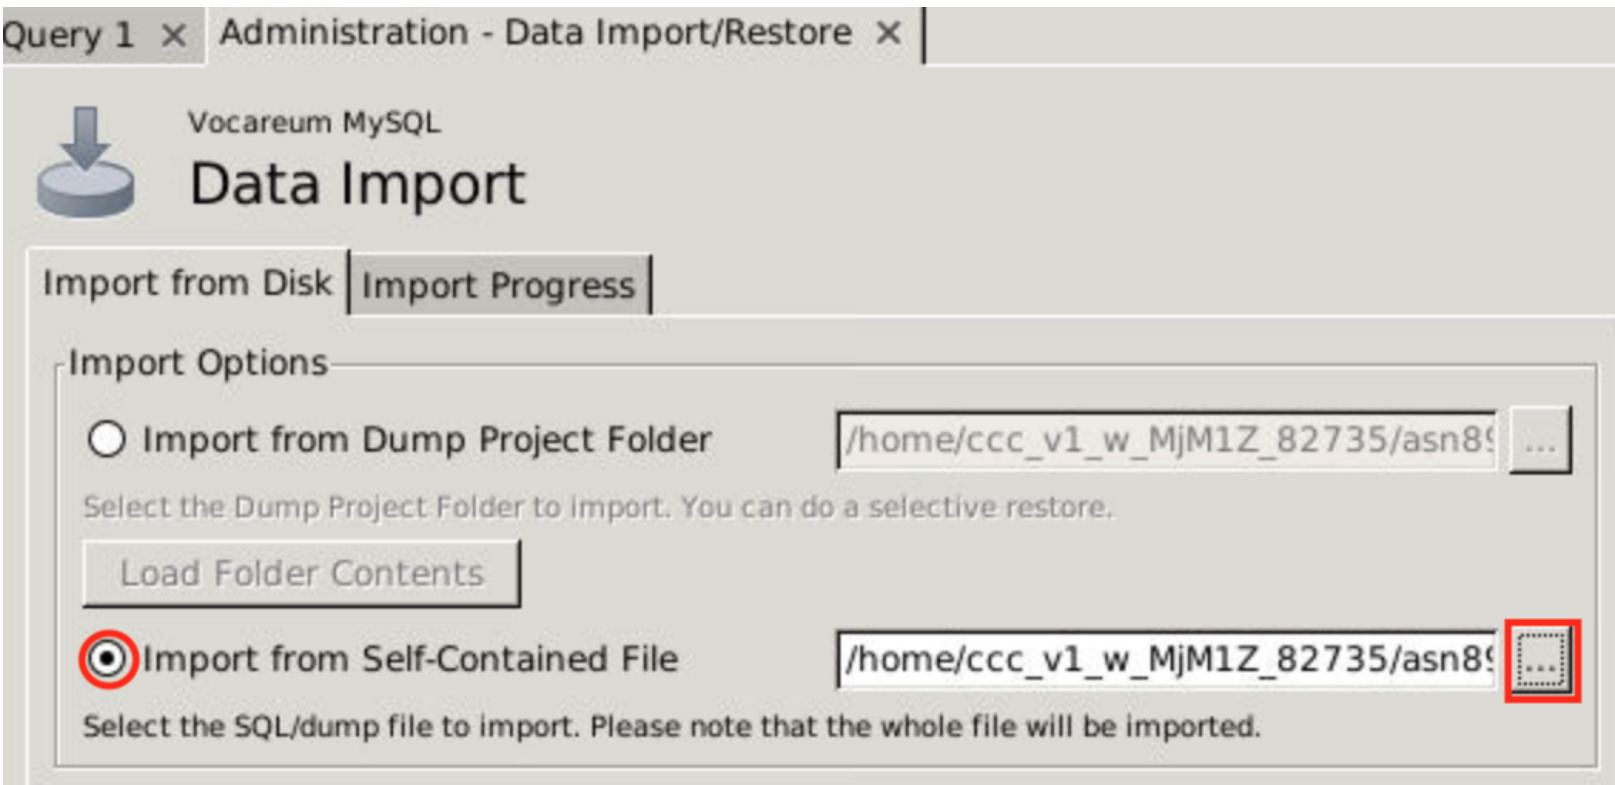 Query 1 × Administration - Data Import/Restore ×
Vocareum MySQL
Data Import
Import from Disk Import Progress
Import Options
Import from Dump Project Folder /home/ccc_v1_w_MjM1Z_82735/asn89 ...
Select the Dump Project Folder to import. You can do a selective restore.
Load Folder Contents
Import from Self-Contained File /home/ccc_v1_w_MjM1Z_82735/asn89 ...
Select the SQL/dump file to import. Please note that the whole file will be imported.